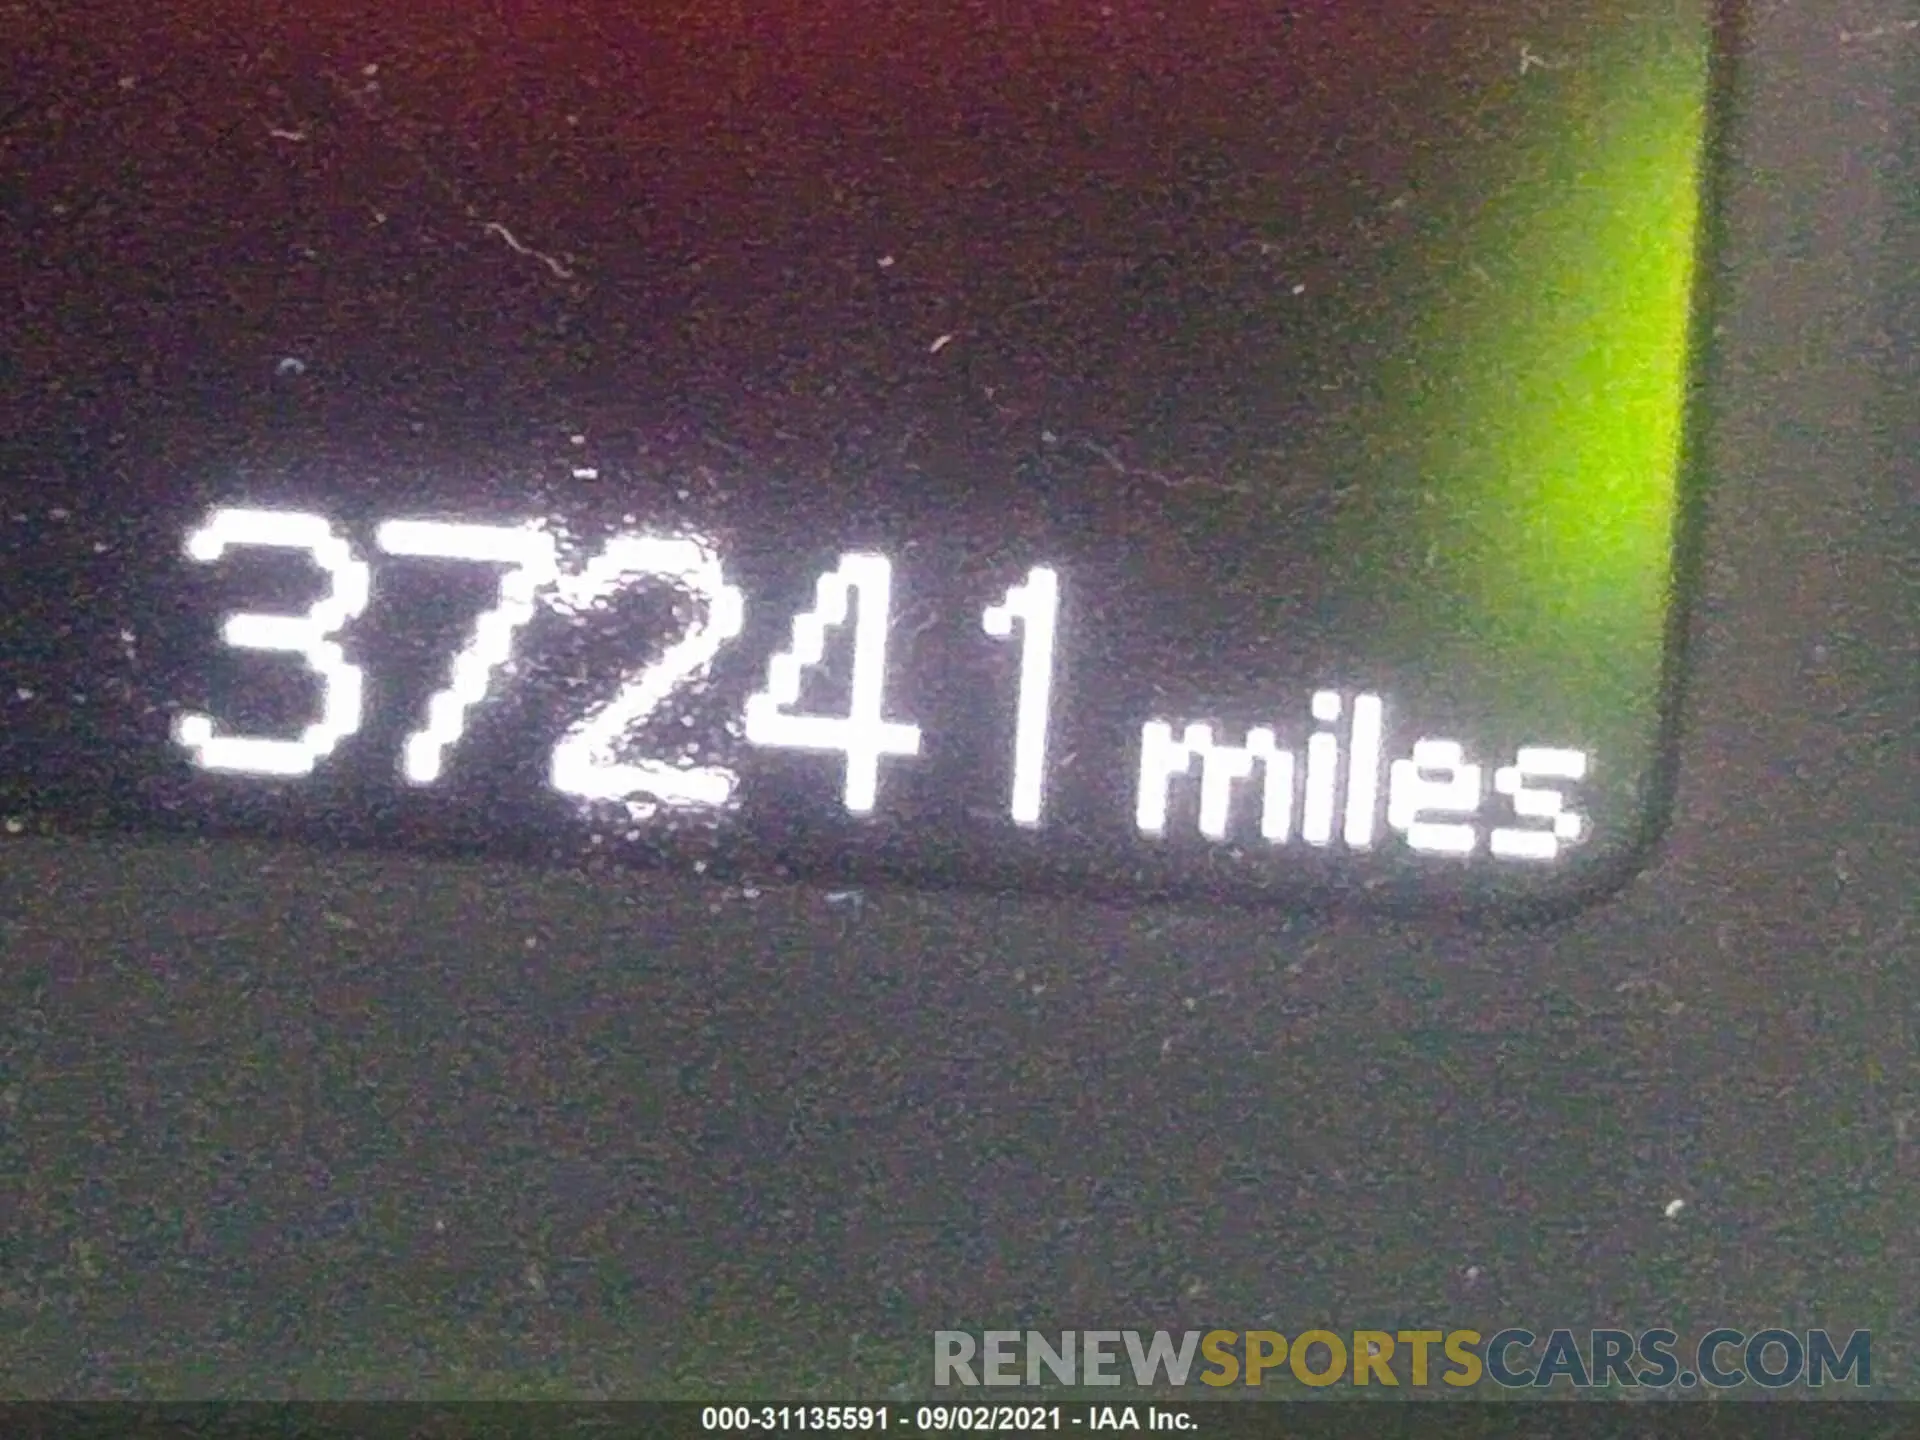 37241 miles
RENEWSPORTSCARS.COM
000-31135591 - 09/02/2021 - IAA Inc.